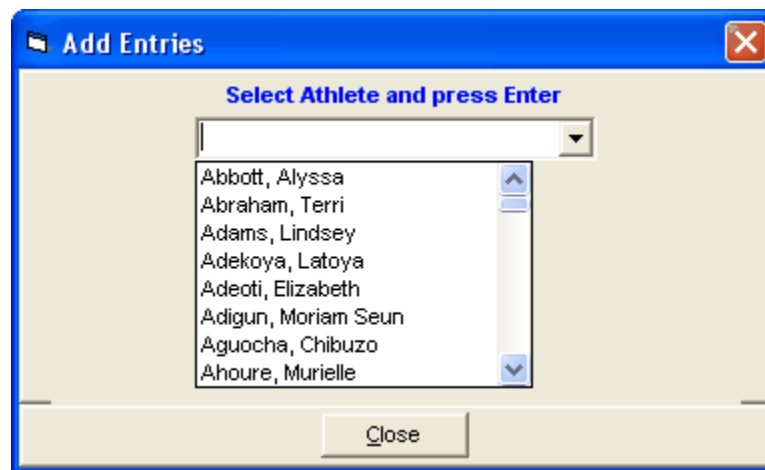 Add Entries
Select Athlete and press Enter
Abbott, Alyssa
Abraham, Terri
Adams, Lindsey
Adekoya, Latoya
Adeoti, Elizabeth
Adigun, Moriam Seun
Aguocha, Chibuzo
Ahoure, Murielle
Close